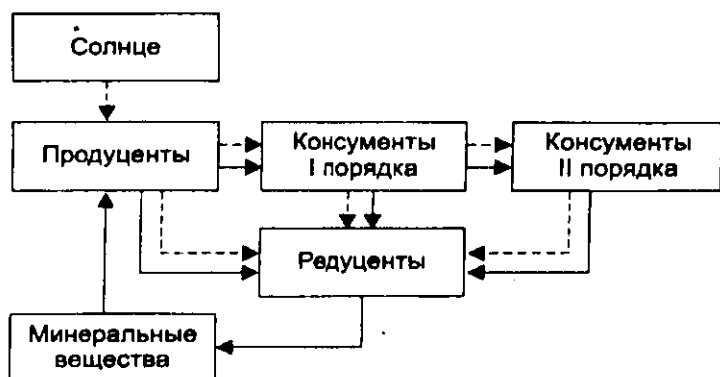 Солнце
Продуценты
Консументы
I порядка
Консументы
II порядка
Редуценты
Минеральные
вещества